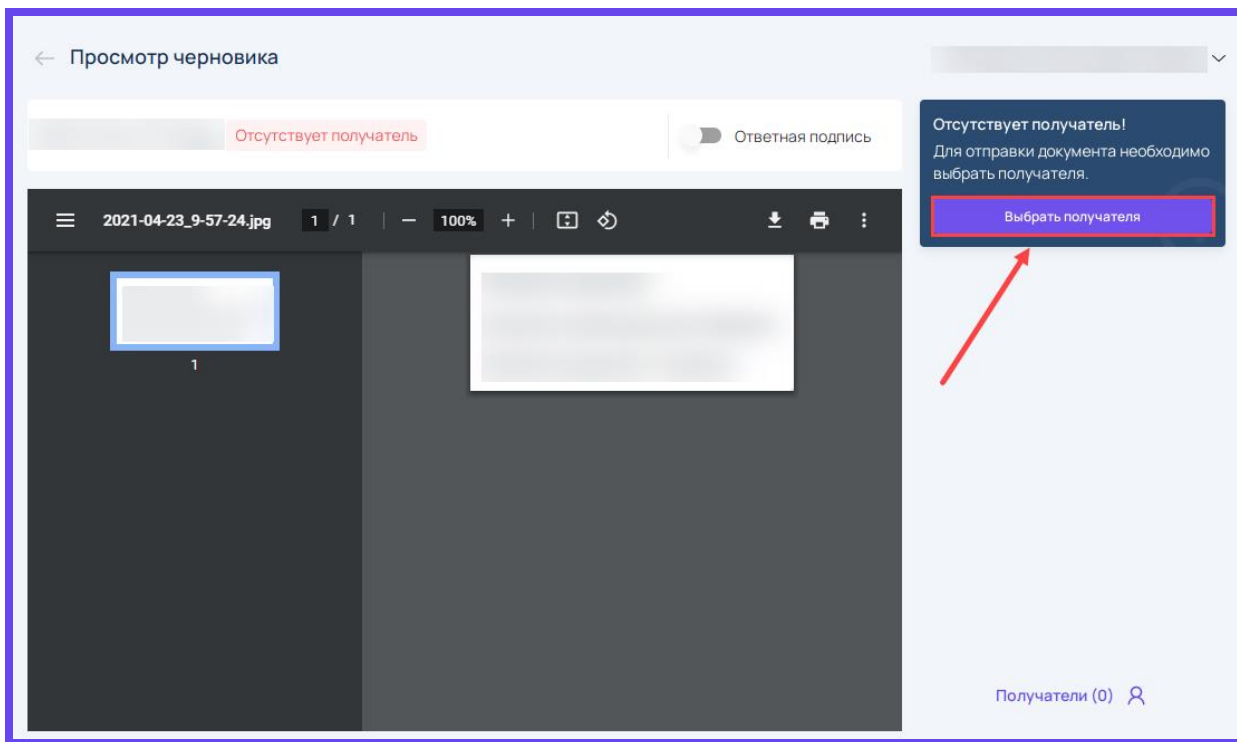 Просмотр черновика
Отсутствует получатель
Ответная подпись
Отсутствует получатель!
Для отправки документа необходимо
выбрать получателя.
Выбрать получателя
2021-04-23_9-57-24.jpg 1 / 1 100%
1
Получатели (0)